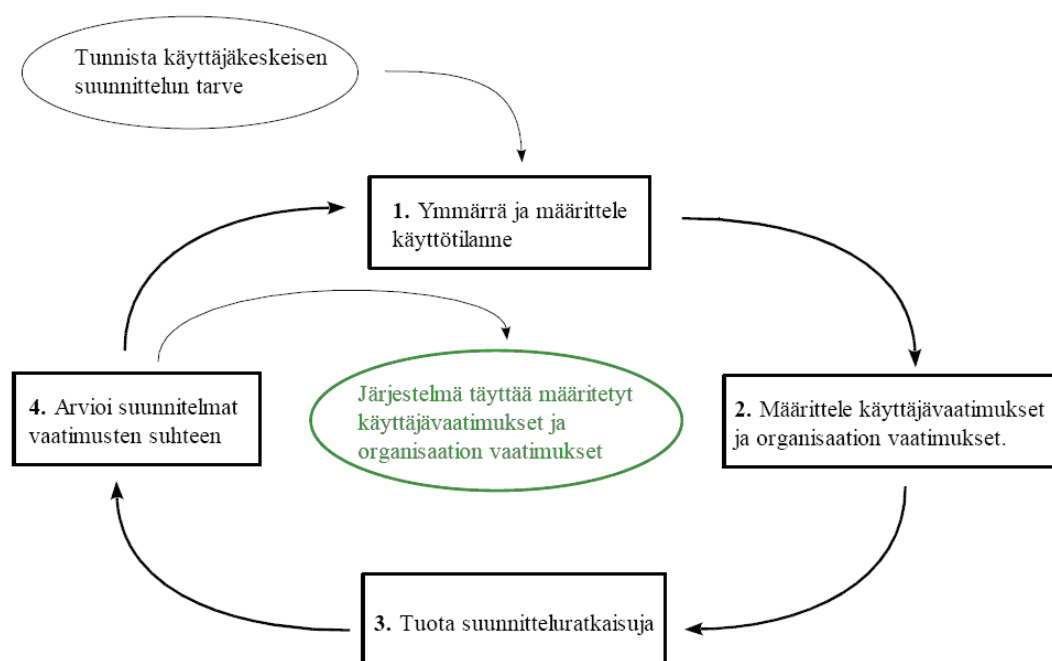 Tunnista käyttäjäkeskeisen
suunnittelun tarve
1. Ymmärrä ja määrittele
käyttötilanne
Järjestelmä täyttää määritetyt
käyttäjävaatimukset ja
organisaation vaatimukset
4. Arvioi suunnitelmat
vaatimusten suhteen
2. Määrittele käyttäjävaatimukset
ja organisaation vaatimukset.
3. Tuota suunnitteluratkaisuja